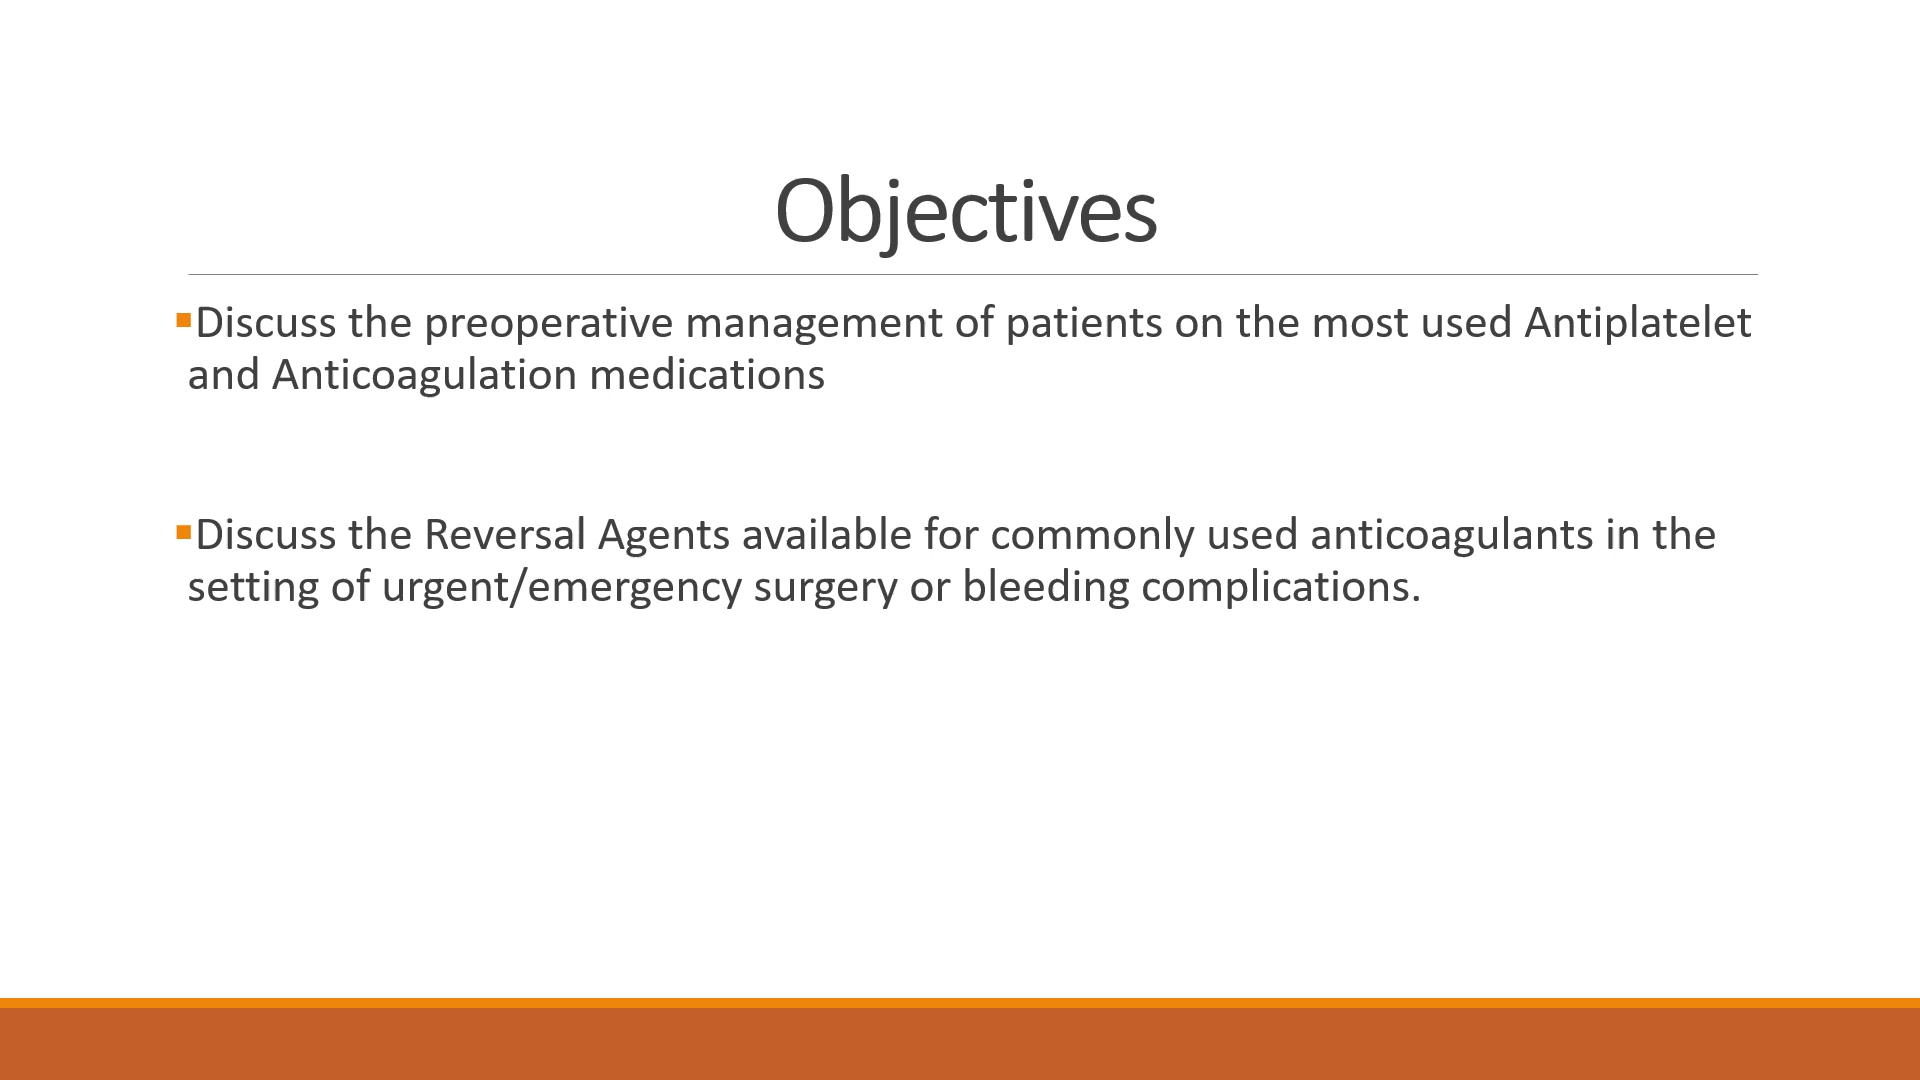 Objectives
▪Discuss the preoperative management of patients on the most used Antiplatelet
and Anticoagulation medications
▪Discuss the Reversal Agents available for commonly used anticoagulants in the
setting of urgent/emergency surgery or bleeding complications.